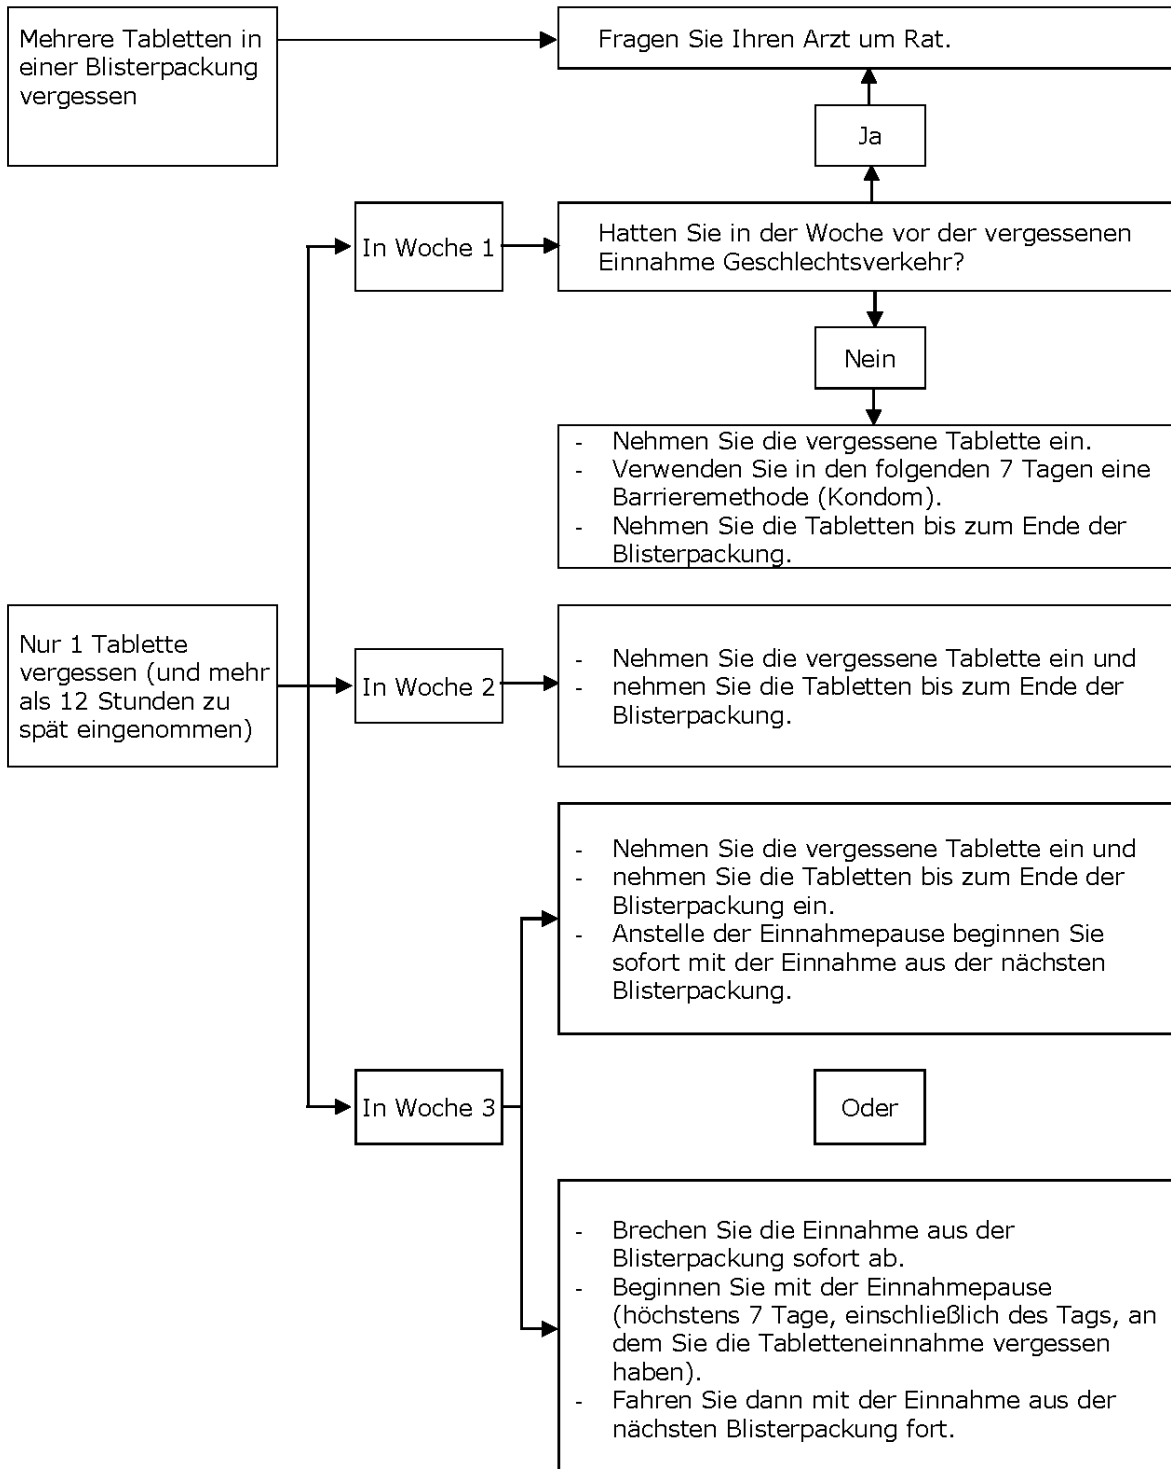 Mehrere Tabletten in
einer Blisterpackung
vergessen
Fragen Sie Ihren Arzt um Rat.
Ja
In Woche 1
Hatten Sie in der Woche vor der vergessenen
Einnahme Geschlechtsverkehr?
Nein
- Nehmen Sie die vergessene Tablette ein.
- Verwenden Sie in den folgenden 7 Tagen eine
Barrieremethode (Kondom).
- Nehmen Sie die Tabletten bis zum Ende der
Blisterpackung.
Nur 1 Tablette
vergessen (und mehr
als 12 Stunden zu
spät eingenommen)
In Woche 2
- Nehmen Sie die vergessene Tablette ein und
- nehmen Sie die Tabletten bis zum Ende der
Blisterpackung.
- Nehmen Sie die vergessene Tablette ein und
- nehmen Sie die Tabletten bis zum Ende der
Blisterpackung ein.
- Anstelle der Einnahmepause beginnen Sie
sofort mit der Einnahme aus der nächsten
Blisterpackung.
In Woche 3
Oder
- Brechen Sie die Einnahme aus der
Blisterpackung sofort ab.
- Beginnen Sie mit der Einnahmepause
(höchstens 7 Tage, einschließlich des Tags, an
dem Sie die Tabletteneinnahme vergessen
haben).
- Fahren Sie dann mit der Einnahme aus der
nächsten Blisterpackung fort.